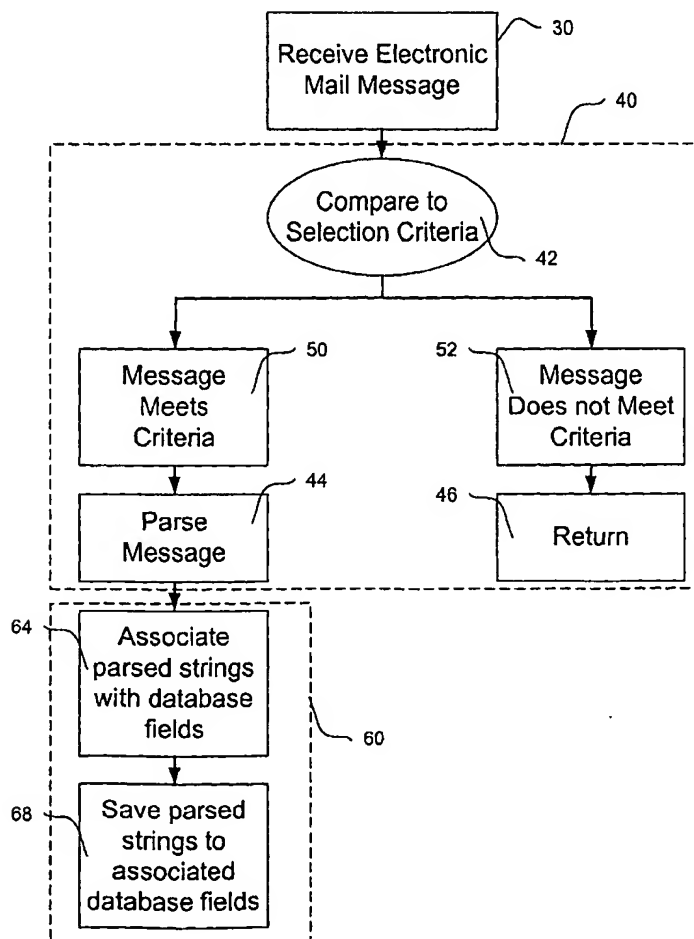 Receive Electronic
Mail Message
30
40
Compare to
Selection Criteria
42
Message
Meets
Criteria
50
52
Message
Does not Meet
Criteria
Parse
Message
44
46
Return
64
Associate
parsed strings
with database
fields
60
68
Save parsed
strings to
associated
database fields